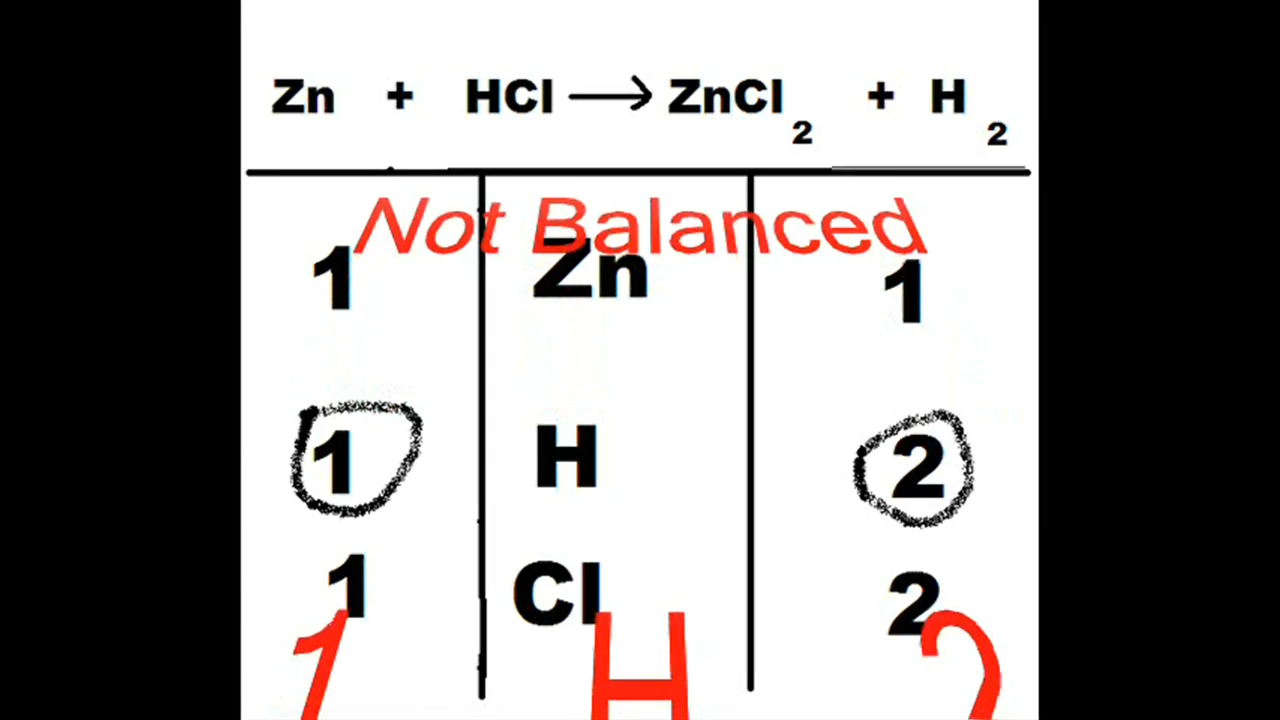 Zn + HCl → ZnCl2 + H2
Not Balanced
1 Zn 1
1 H 2
1 Cl 2
1 H 2